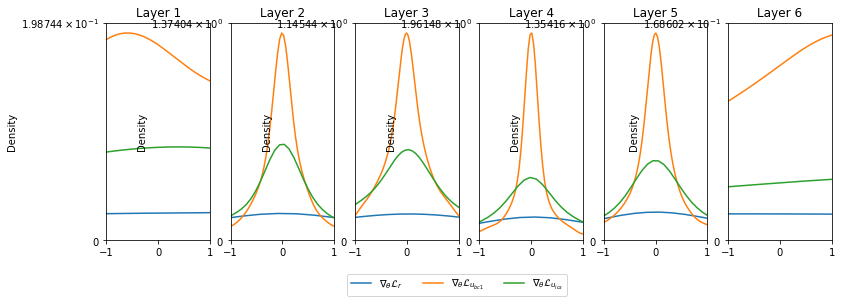 Layer 1
Layer 2
Layer 3
Layer 4
Layer 5
Layer 6
1.98744 × 10⁻¹
1.37404 × 10⁰
1.14544 × 10⁰
1.96148 × 10⁰
1.35416 × 10⁰
1.68602 × 10⁻¹
Density
Density
Density
Density
Density
Density
0
0
0
0
0
0
−1 0 1
−1 0 1
−1 0 1
−1 0 1
−1 0 1
−1 0 1
∇θℒr
∇θℒu_bc1
∇θℒu_ics